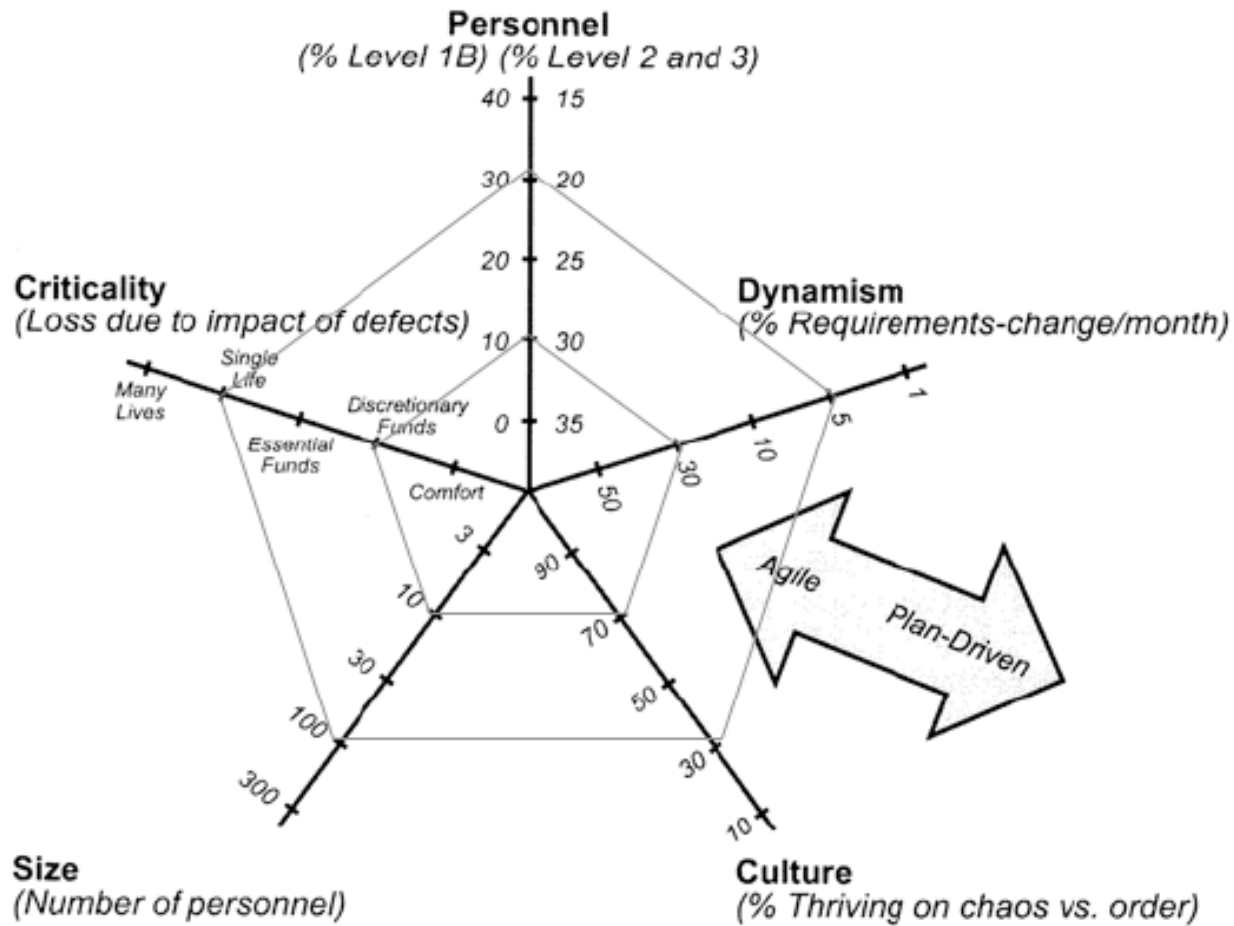 Personnel
(% Level 1B) (% Level 2 and 3)
40 15
30 20
20 25
10 30
0 35
Criticality
(Loss due to impact of defects)
Many
Lives
Single
Life
Essential
Funds
Discretionary
Funds
Comfort
Dynamism
(% Requirements-change/month)
1
5
10
30
50
3
10
30
100
300
90
70
50
30
10
Agile
Plan-Driven
Size
(Number of personnel)
Culture
(% Thriving on chaos vs. order)